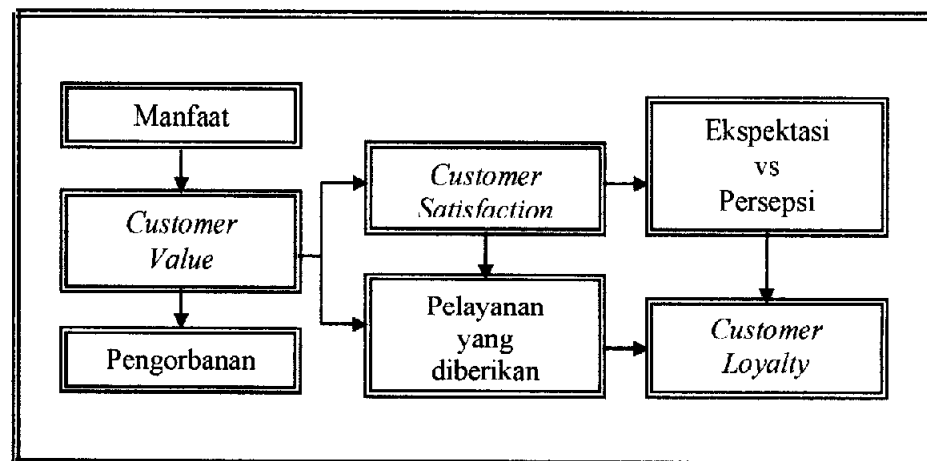 Manfaat
Customer
Value
Pengorbanan
Customer
Satisfaction
Pelayanan
yang
diberikan
Ekspektasi
vs
Persepsi
Customer
Loyalty